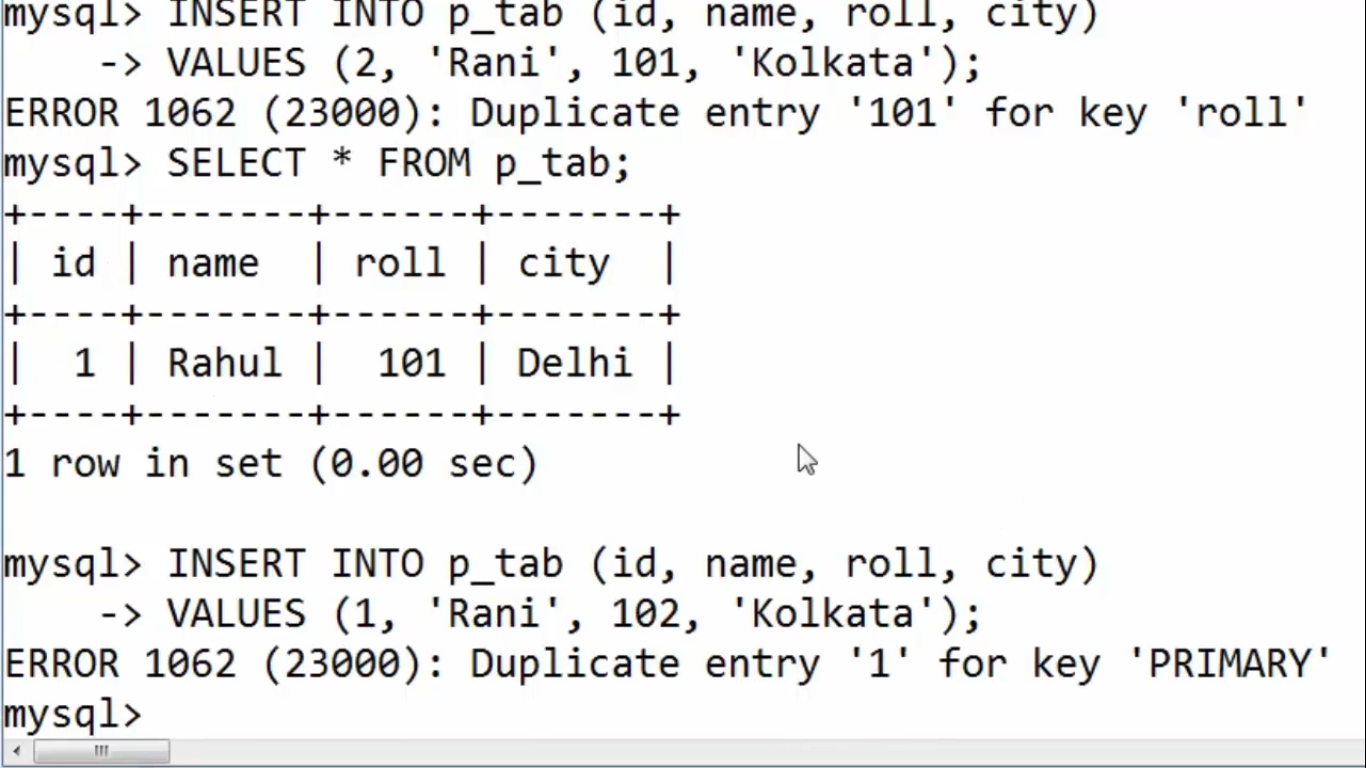 mysql> INSERT INTO p_tab (id, name, roll, city)
    -> VALUES (2, 'Rani', 101, 'Kolkata');
ERROR 1062 (23000): Duplicate entry '101' for key 'roll'
mysql> SELECT * FROM p_tab;
+----+-------+------+-------+
| id | name  | roll | city  |
+----+-------+------+-------+
|  1 | Rahul |  101 | Delhi |
+----+-------+------+-------+
1 row in set (0.00 sec)
mysql> INSERT INTO p_tab (id, name, roll, city)
    -> VALUES (1, 'Rani', 102, 'Kolkata');
ERROR 1062 (23000): Duplicate entry '1' for key 'PRIMARY'
mysql>